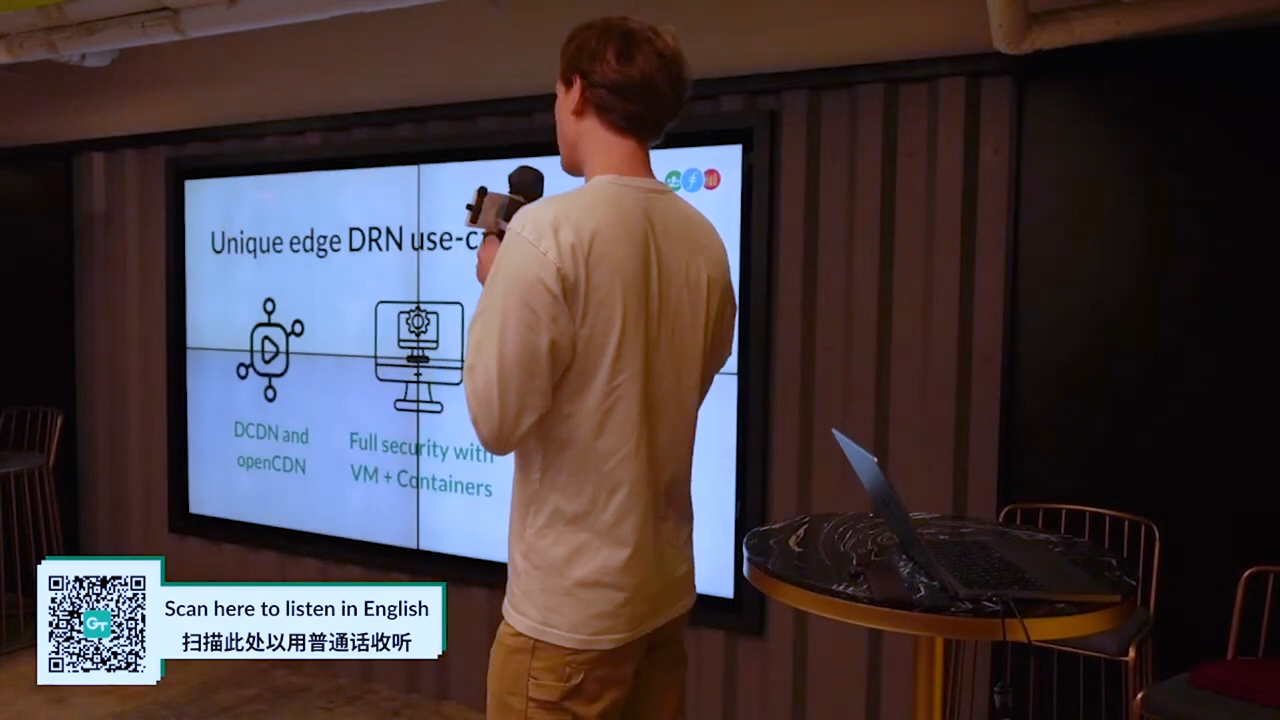 Unique edge DRN use-c
DCDN and
openCDN
Full security with
VM + Containers
Scan here to listen in English
扫描此处以用普通话收听
GT